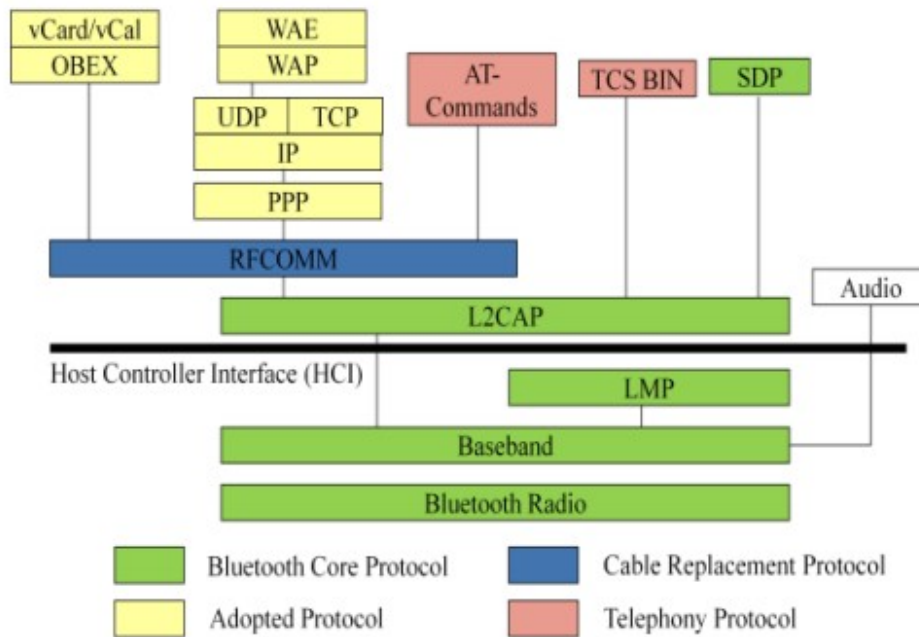 vCard/vCal
OBEX
WAE
WAP
UDP
TCP
IP
PPP
AT-
Commands
TCS BIN
SDP
RFCOMM
L2CAP
Audio
Host Controller Interface (HCI)
LMP
Baseband
Bluetooth Radio
Bluetooth Core Protocol
Cable Replacement Protocol
Adopted Protocol
Telephony Protocol